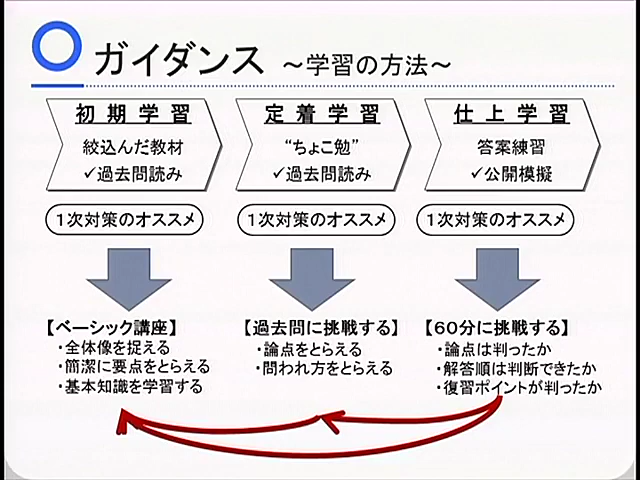 ガイダンス ～学習の方法～
初期学習
絞込んだ教材
✓過去問読み
定着学習
“ちょこ勉”
✓過去問読み
仕上学習
答案練習
✓公開模擬
1次対策のオススメ
1次対策のオススメ
1次対策のオススメ
【ベーシック講座】
・全体像を捉える
・簡潔に要点をとらえる
・基本知識を学習する
【過去問に挑戦する】
・論点をとらえる
・問われ方をとらえる
【60分に挑戦する】
・論点は判ったか
・解答順は判断できたか
・復習ポイントが判ったか